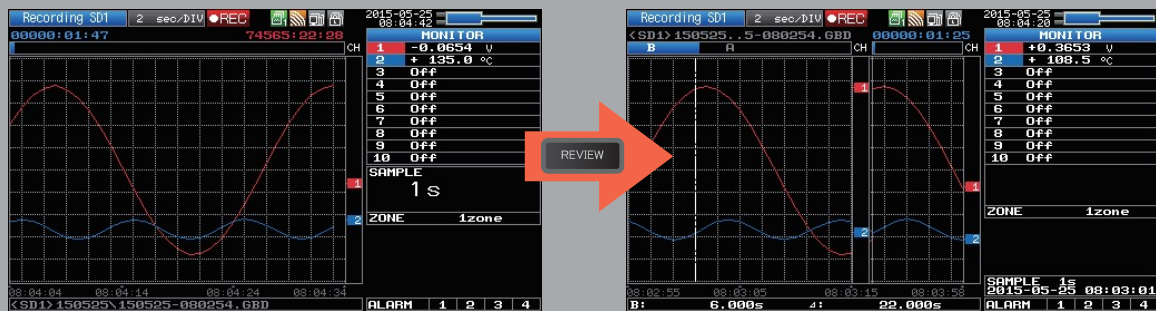 Recording SD1 2 sec/DIV ●REC 2015-05-25
08:04:42
00000:01:47 74565:22:28 MONITOR
CH 1 -0.0654 V
2 + 135.0 °C
3 Off
4 Off
5 Off
6 Off
7 Off
8 Off
9 Off
10 Off
SAMPLE
1s
1
ZONE 1zone
2
08:04:04 08:04:14 08:04:24 08:04:34
<SD1>150525\150525-080254.GBD ALARM 1 2 3 4
REVIEW
Recording SD1 2 sec/DIV ●REC 2015-05-25
08:04:20
<SD1>150525..5-080254.GBD 00000:01:25 MONITOR
B A CH CH 1 +0.3653 V
2 + 108.5 °C
3 Off
4 Off
5 Off
6 Off
7 Off
8 Off
9 Off
10 Off
1
1
ZONE 1zone
2
2
SAMPLE 1s
08:02:55 08:03:05 08:03:15 08:03:58 2015-05-25 08:03:01
B: 6.000s ⊿: 22.000s ALARM 1 2 3 4